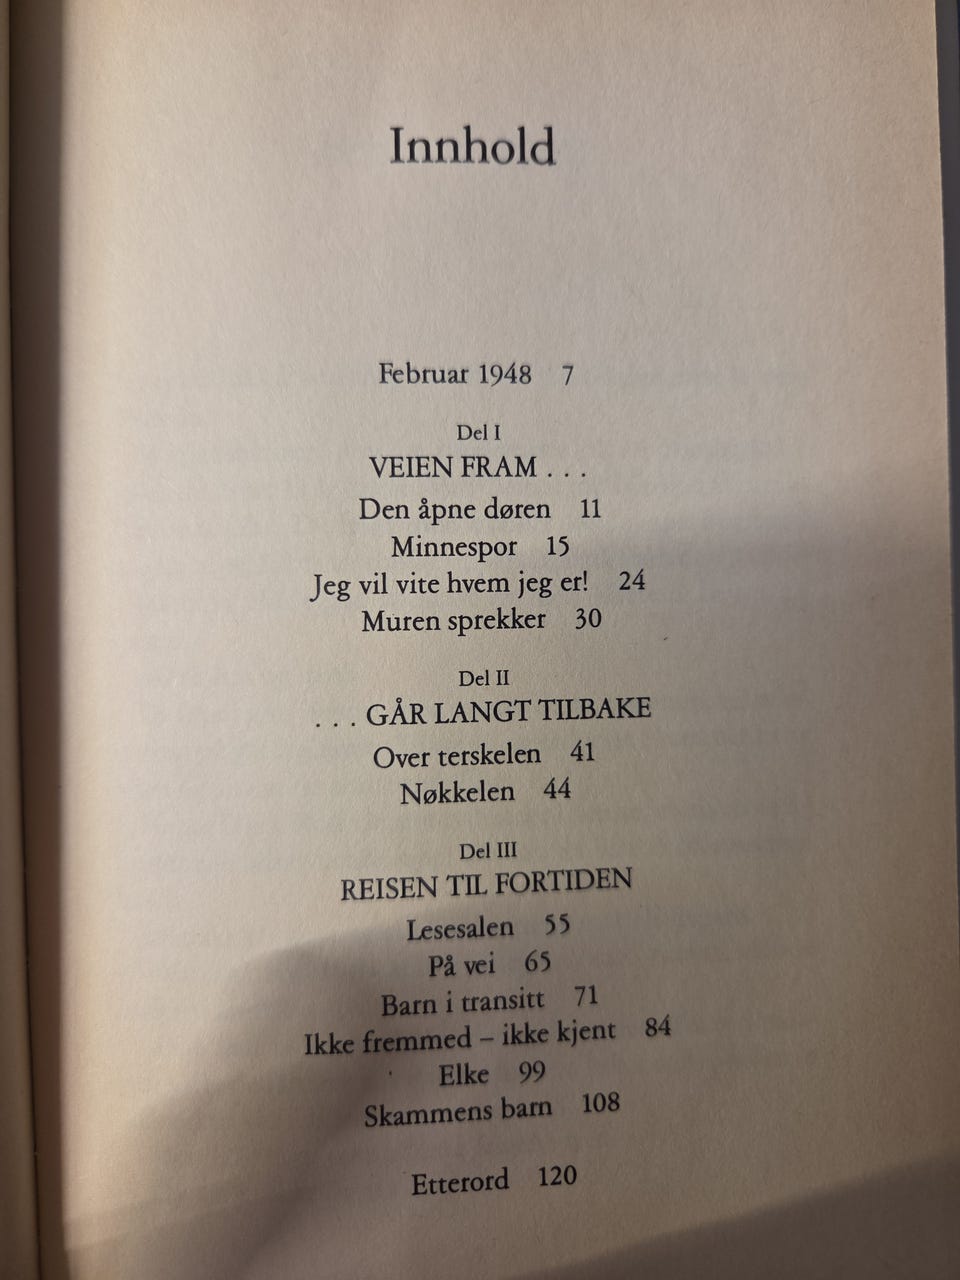 Innhold
Februar 1948 7
Del I
VEIEN FRAM . . .
Den åpne døren 11
Minnespor 15
Jeg vil vite hvem jeg er! 24
Muren sprekker 30
Del II
. . . GÅR LANGT TILBAKE
Over terskelen 41
Nøkkelen 44
Del III
REISEN TIL FORTIDEN
Lesesalen 55
På vei 65
Barn i transitt 71
Ikke fremmed – ikke kjent 84
Elke 99
Skammens barn 108
Etterord 120